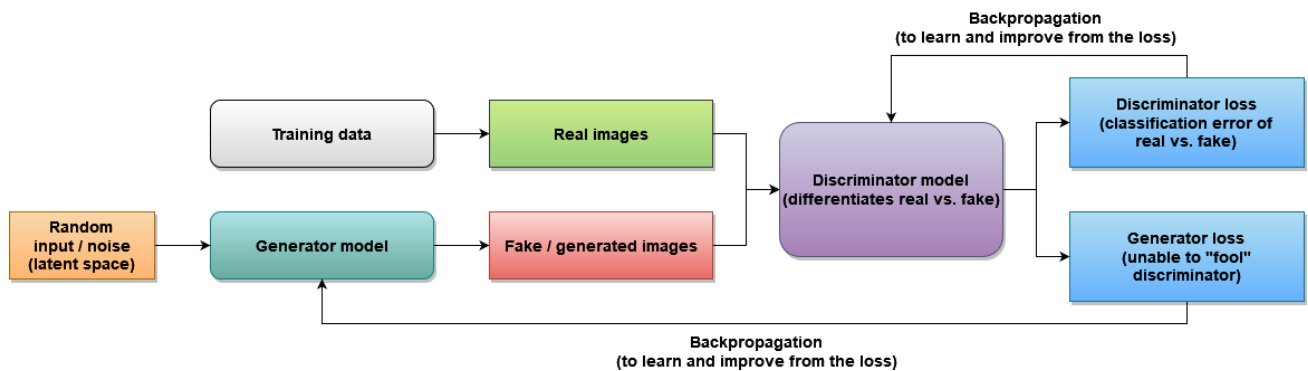 Backpropagation
(to learn and improve from the loss)
Training data
Real images
Discriminator model
(differentiates real vs. fake)
Discriminator loss
(classification error of
real vs. fake)
Random
input / noise
(latent space)
Generator model
Fake / generated images
Generator loss
(unable to "fool"
discriminator)
Backpropagation
(to learn and improve from the loss)